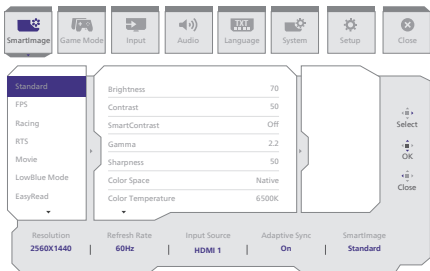 SmartImage
Game Mode
Input
Audio
TXT
Language
System
Setup
Close
Standard
FPS
Racing
RTS
Movie
LowBlue Mode
EasyRead
Brightness 70
Contrast 50
SmartContrast Off
Gamma 2.2
Sharpness 50
Color Space Native
Color Temperature 6500K
Select
OK
Close
Resolution Refresh Rate Input Source Adaptive Sync SmartImage
2560X1440 | 60Hz | HDMI 1 | On | Standard